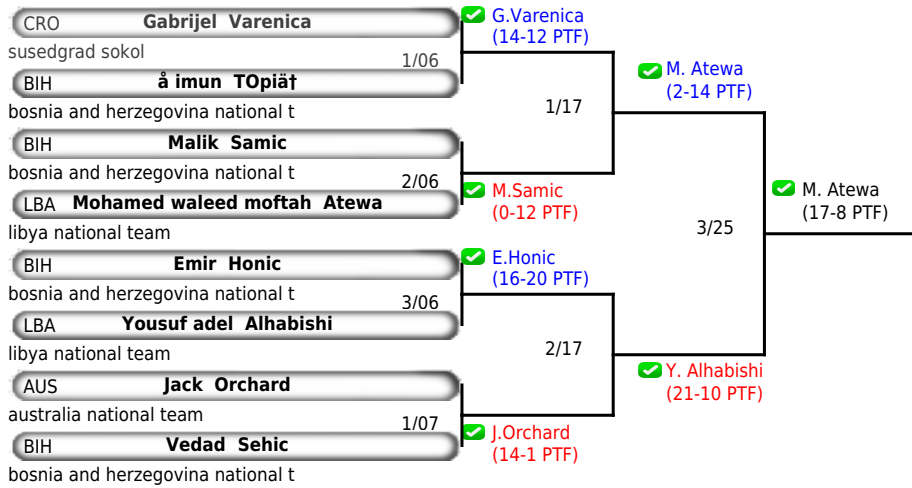 CRO Gabrijel Varenica
susedgrad sokol
1/06
BIH å imun TOpiä†
bosnia and herzegovina national t
G.Varenica
(14-12 PTF)
1/17
BIH Malik Samic
bosnia and herzegovina national t
2/06
LBA Mohamed waleed moftah Atewa
libya national team
M.Samic
(0-12 PTF)
M. Atewa
(2-14 PTF)
3/25
M. Atewa
(17-8 PTF)
BIH Emir Honic
bosnia and herzegovina national t
3/06
LBA Yousuf adel Alhabishi
libya national team
E.Honic
(16-20 PTF)
2/17
Y. Alhabishi
(21-10 PTF)
AUS Jack Orchard
australia national team
1/07
BIH Vedad Sehic
bosnia and herzegovina national t
J.Orchard
(14-1 PTF)